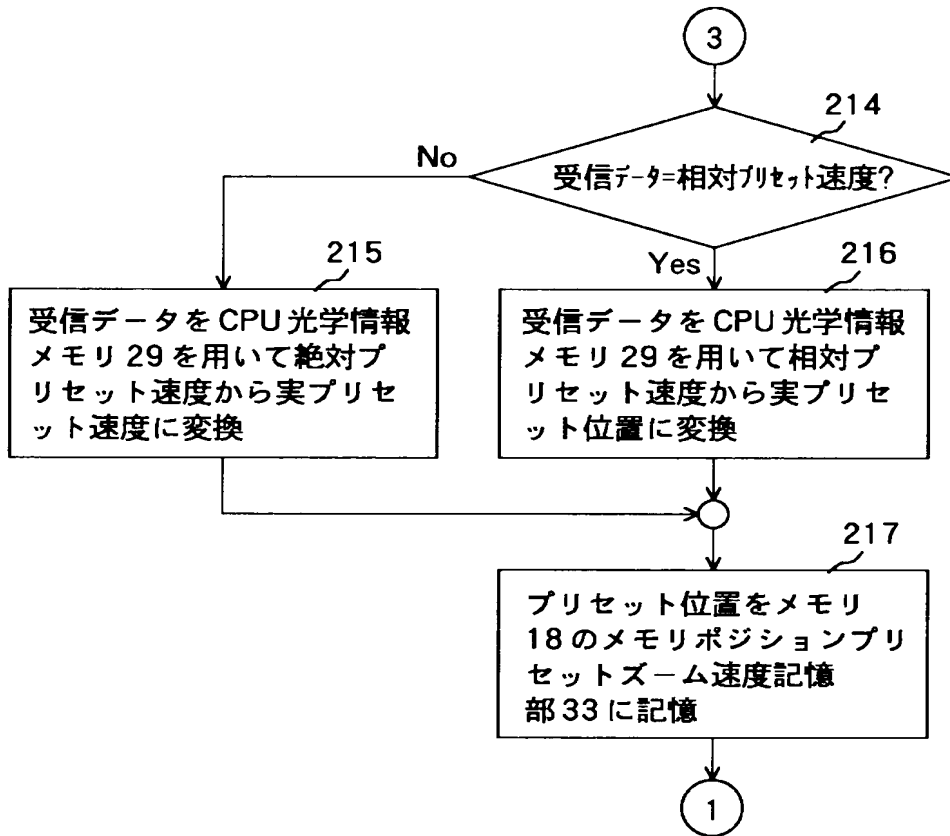 3
214
No
受信データ=相対プリセット速度?
215
Yes
216
受信データをCPU光学情報
メモリ29を用いて絶対プ
リセット速度から実プリセ
ット速度に変換
受信データをCPU光学情報
メモリ29を用いて相対プ
リセット速度から実プリセ
ット位置に変換
217
プリセット位置をメモリ
18のメモリポジションプリ
セットズーム速度記憶
部33に記憶
1